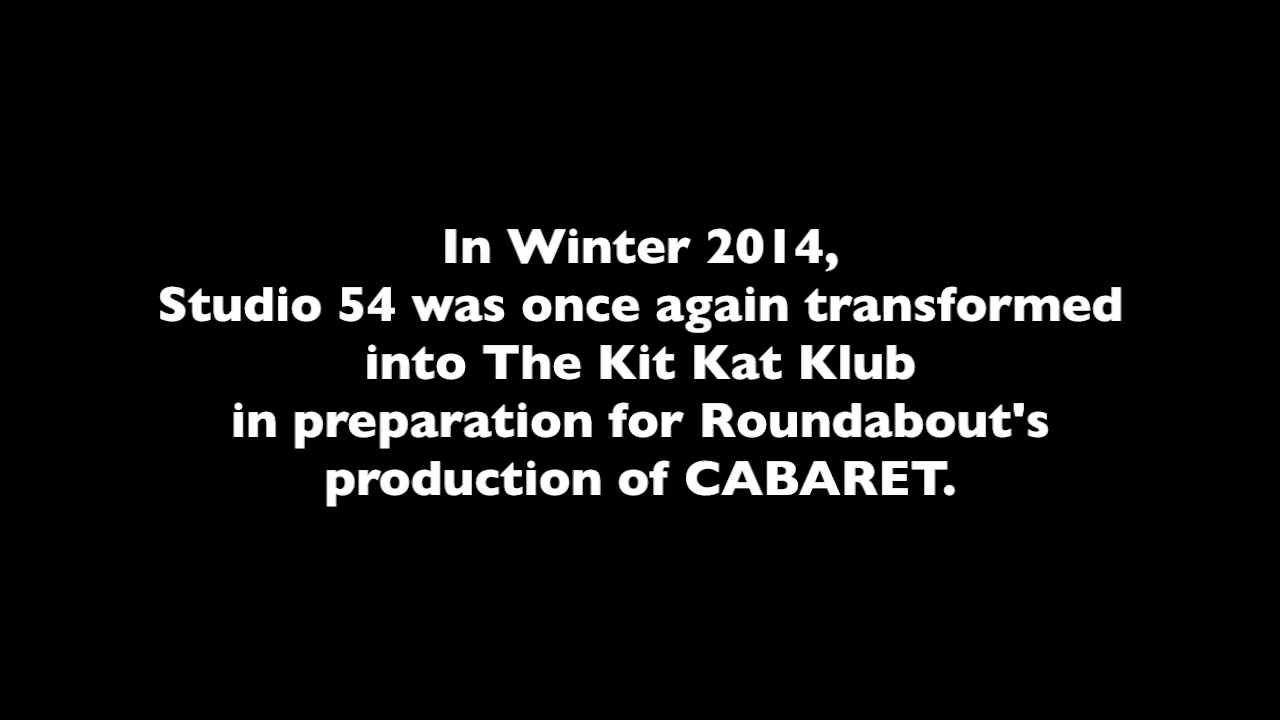 In Winter 2014,
Studio 54 was once again transformed
into The Kit Kat Klub
in preparation for Roundabout's
production of CABARET.